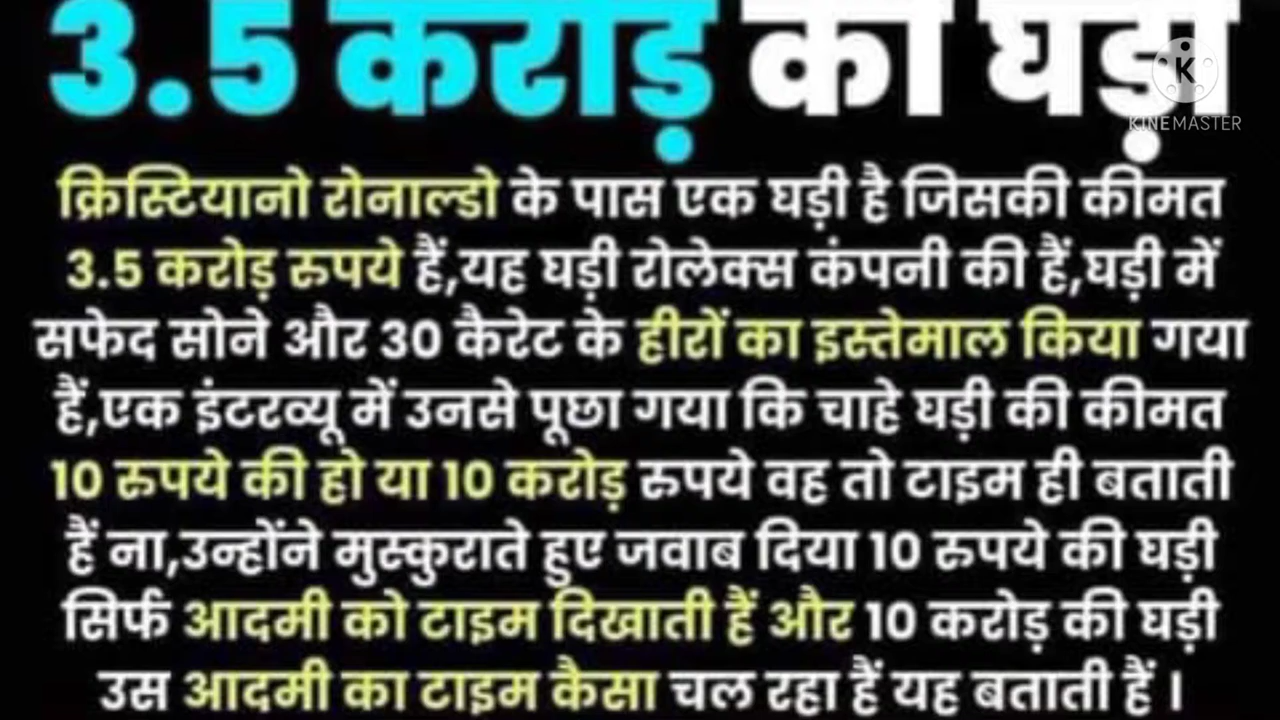 3.5 करोड़ की घड़ी
KINEMASTER
क्रिस्टियानो रोनाल्डो के पास एक घड़ी है जिसकी कीमत
3.5 करोड़ रुपये हैं,यह घड़ी रोलेक्स कंपनी की हैं,घड़ी में
सफेद सोने और 30 कैरेट के हीरों का इस्तेमाल किया गया
हैं,एक इंटरव्यू में उनसे पूछा गया कि चाहे घड़ी की कीमत
10 रुपये की हो या 10 करोड़ रुपये वह तो टाइम ही बताती
हैं ना,उन्होंने मुस्कुराते हुए जवाब दिया 10 रुपये की घड़ी
सिर्फ आदमी को टाइम दिखाती हैं और 10 करोड़ की घड़ी
उस आदमी का टाइम कैसा चल रहा हैं यह बताती हैं ।